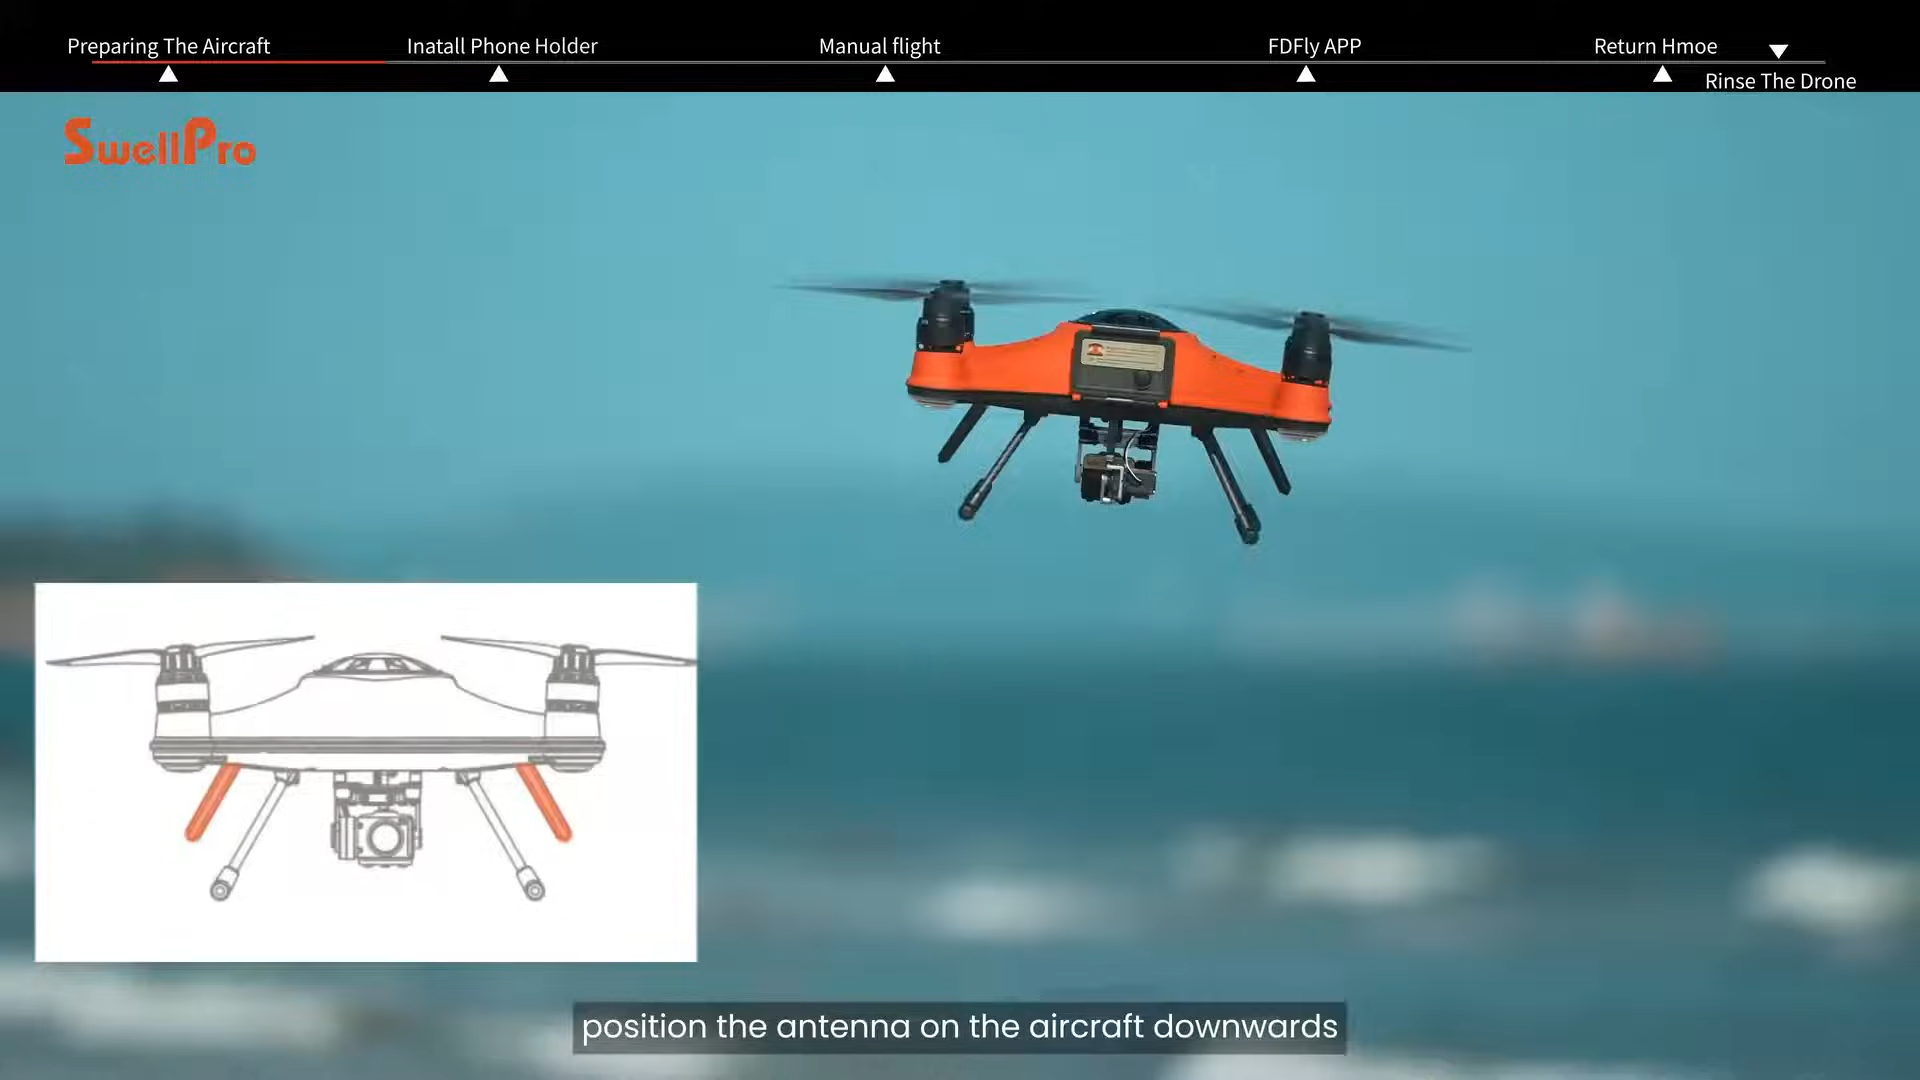 Preparing The Aircraft
Inatall Phone Holder
Manual flight
FDFly APP
Return Hmoe
Rinse The Drone
SwellPro
position the antenna on the aircraft downwards